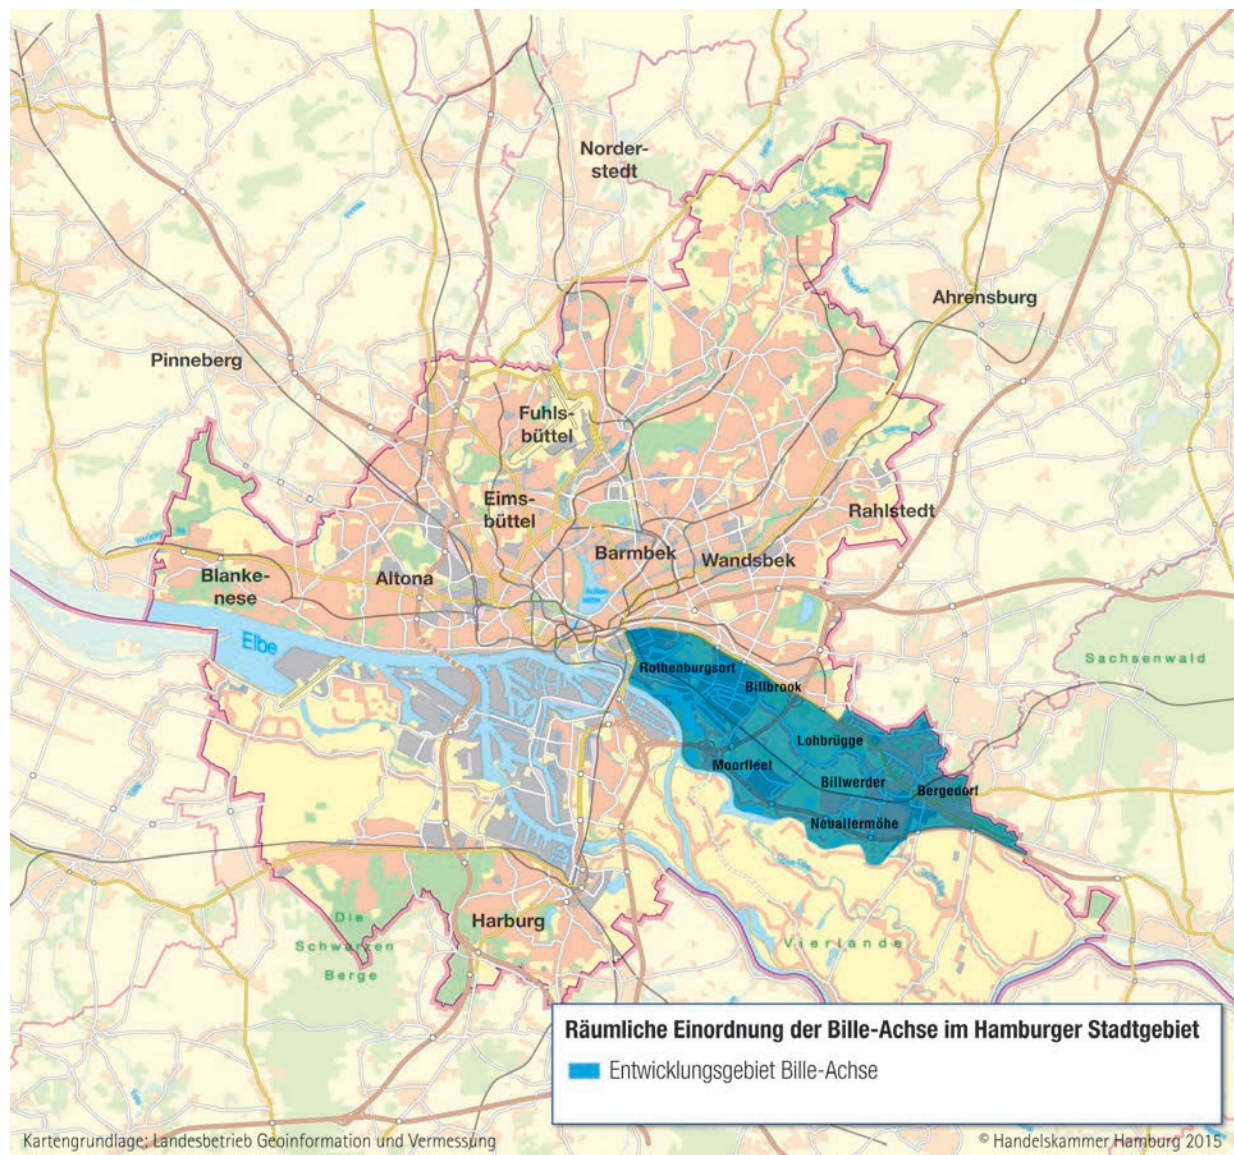 Norder-
stedt
Ahrensburg
Pinneberg
Fuhls-
büttel
Eims-
büttel
Rahlstedt
Barmbek
Wandsbek
Blanke-
nese
Altona
Elbe
Rothenburgsort
Billbrook
Sachsenwald
Lohbrügge
Moorfleet
Billwerder
Bergedorf
Neuallermöhe
Harburg
Die
Schwarzen
Berge
Vierlande
Räumliche Einordnung der Bille-Achse im Hamburger Stadtgebiet
Entwicklungsgebiet Bille-Achse
Kartengrundlage: Landesbetrieb Geoinformation und Vermessung
© Handelskammer Hamburg 2015